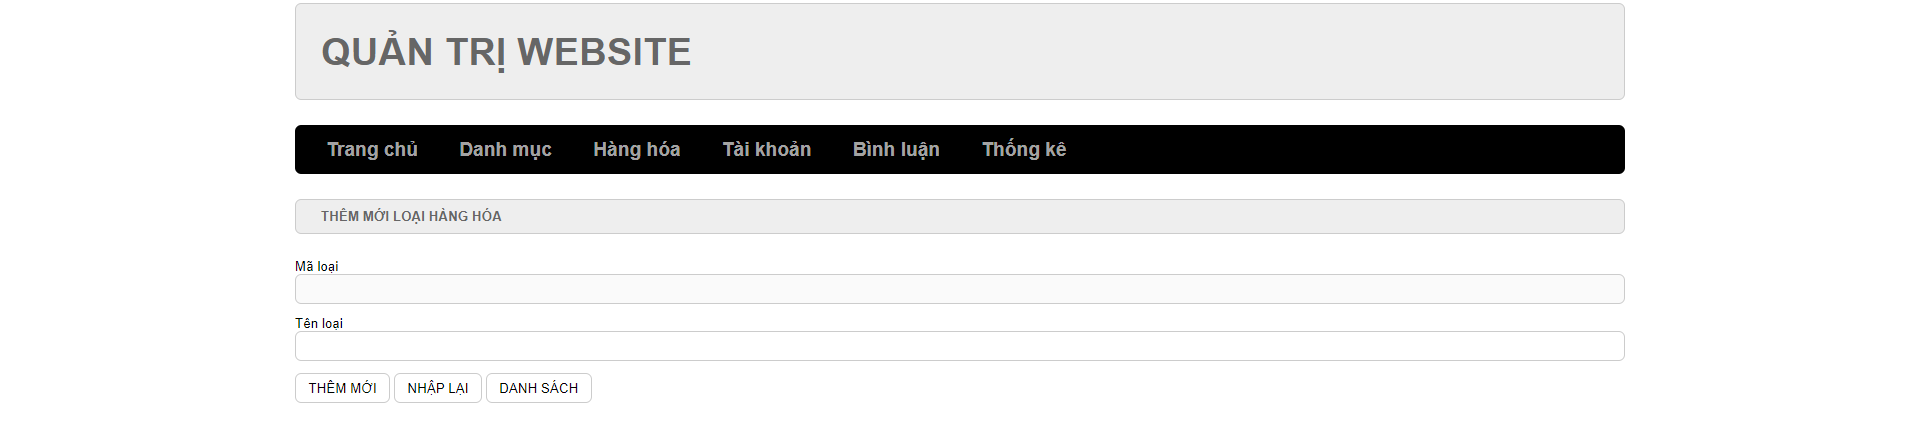 QUẢN TRỊ WEBSITE
Trang chủ Danh mục Hàng hóa Tài khoản Bình luận Thống kê
THÊM MỚI LOẠI HÀNG HÓA
Mã loại
Tên loại
THÊM MỚI NHẬP LẠI DANH SÁCH